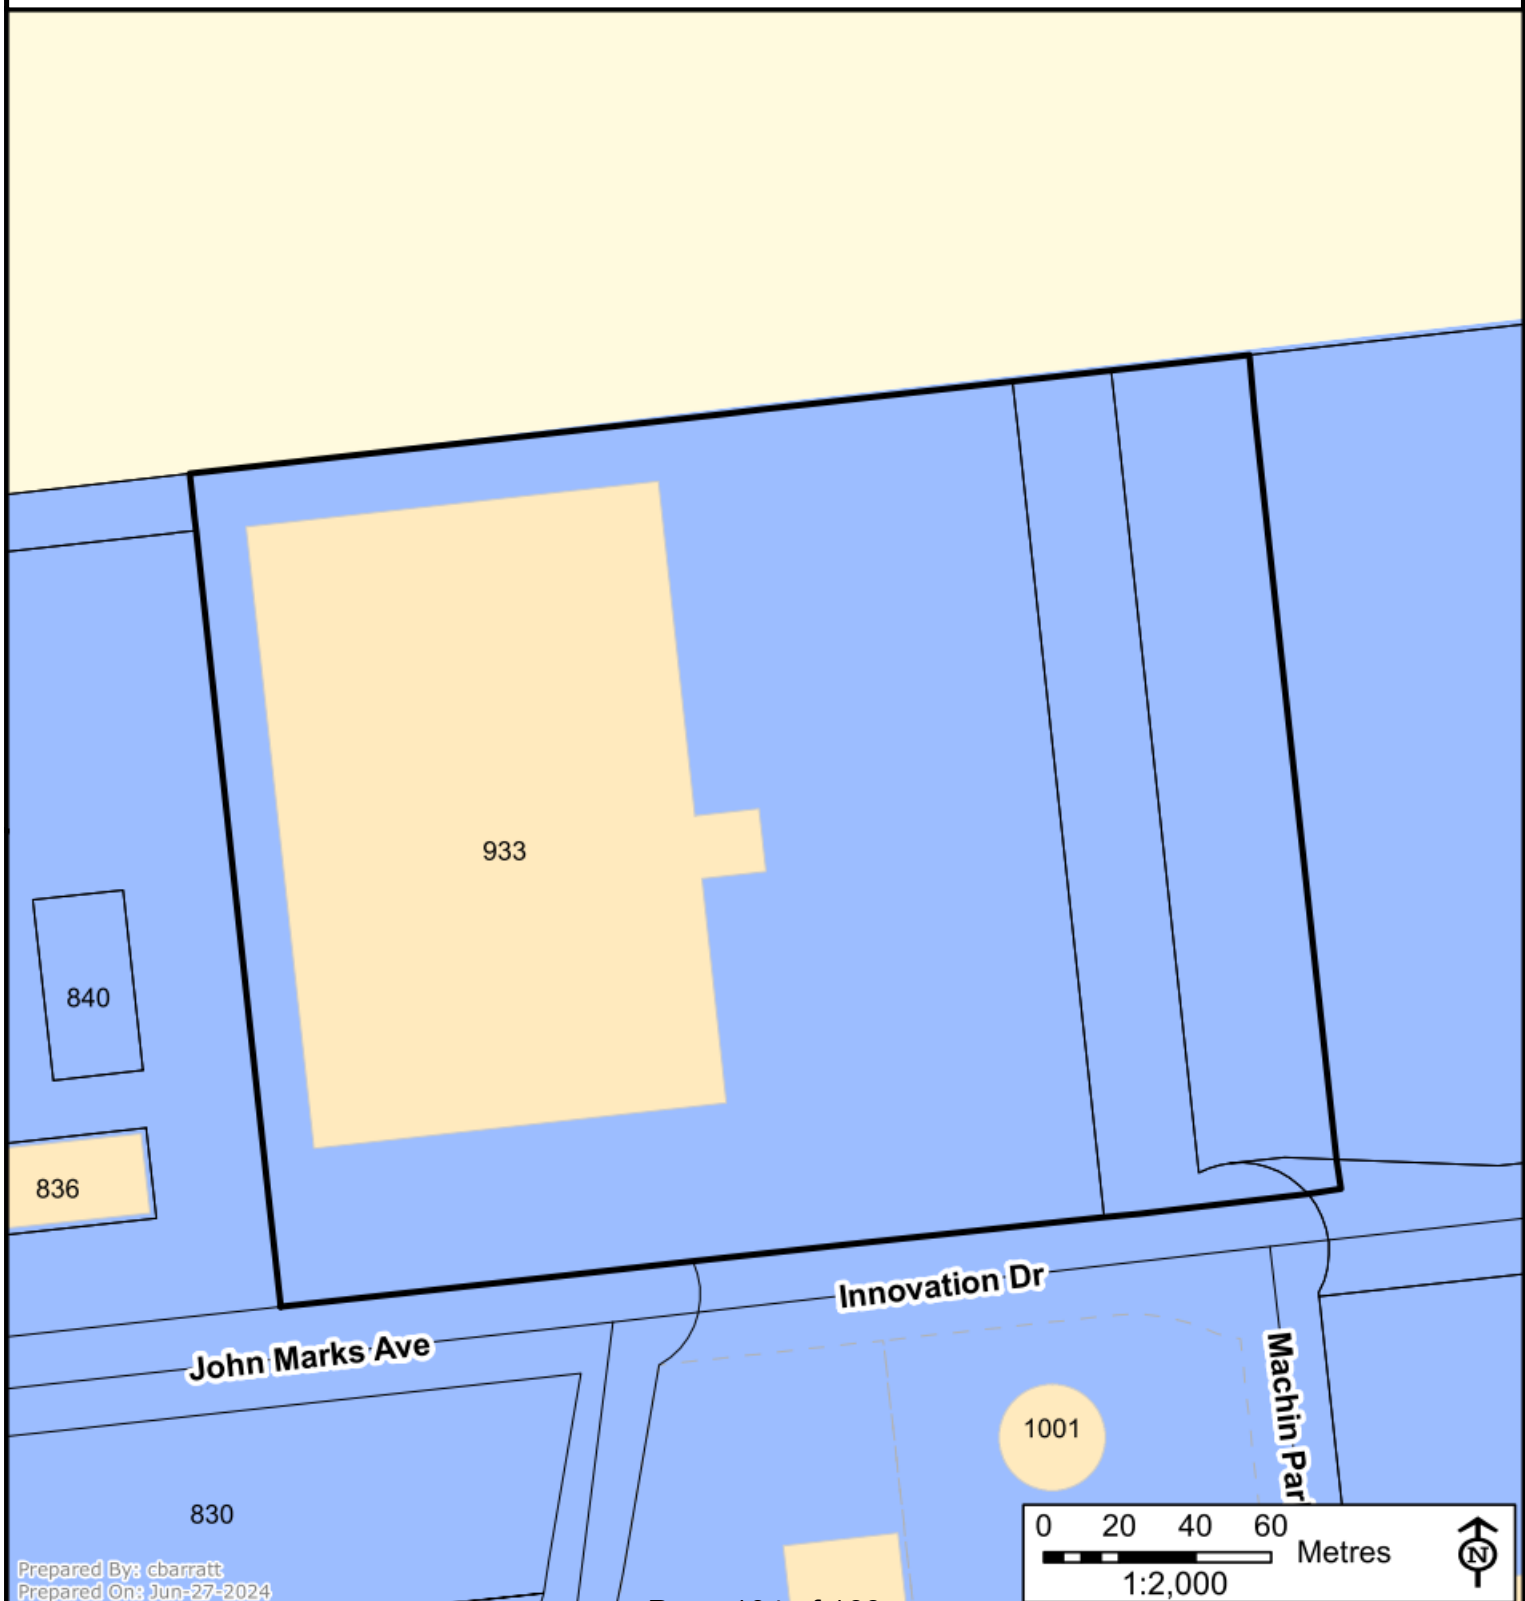 933
840
836
Innovation Dr
John Marks Ave
Machin Par
1001
830
0 20 40 60
Metres
1:2,000
N
Prepared By: cbarratt
Prepared On: Jun-27-2024